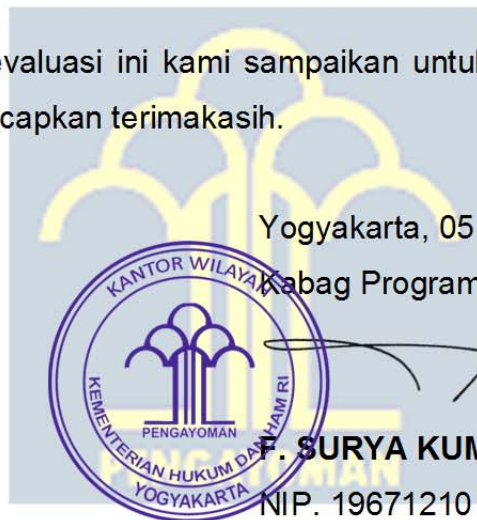 evaluasi ini kami sampaikan untuk
capkan terimakasih.
Yogyakarta, 05
Kabag Program
KANTOR WILAYAH
KEMENTERIAN HUKUM DAN HAM RI
PENGAYOMAN
YOGYAKARTA
F. SURYA KUM
PENGAYOMAN
NIP. 19671210